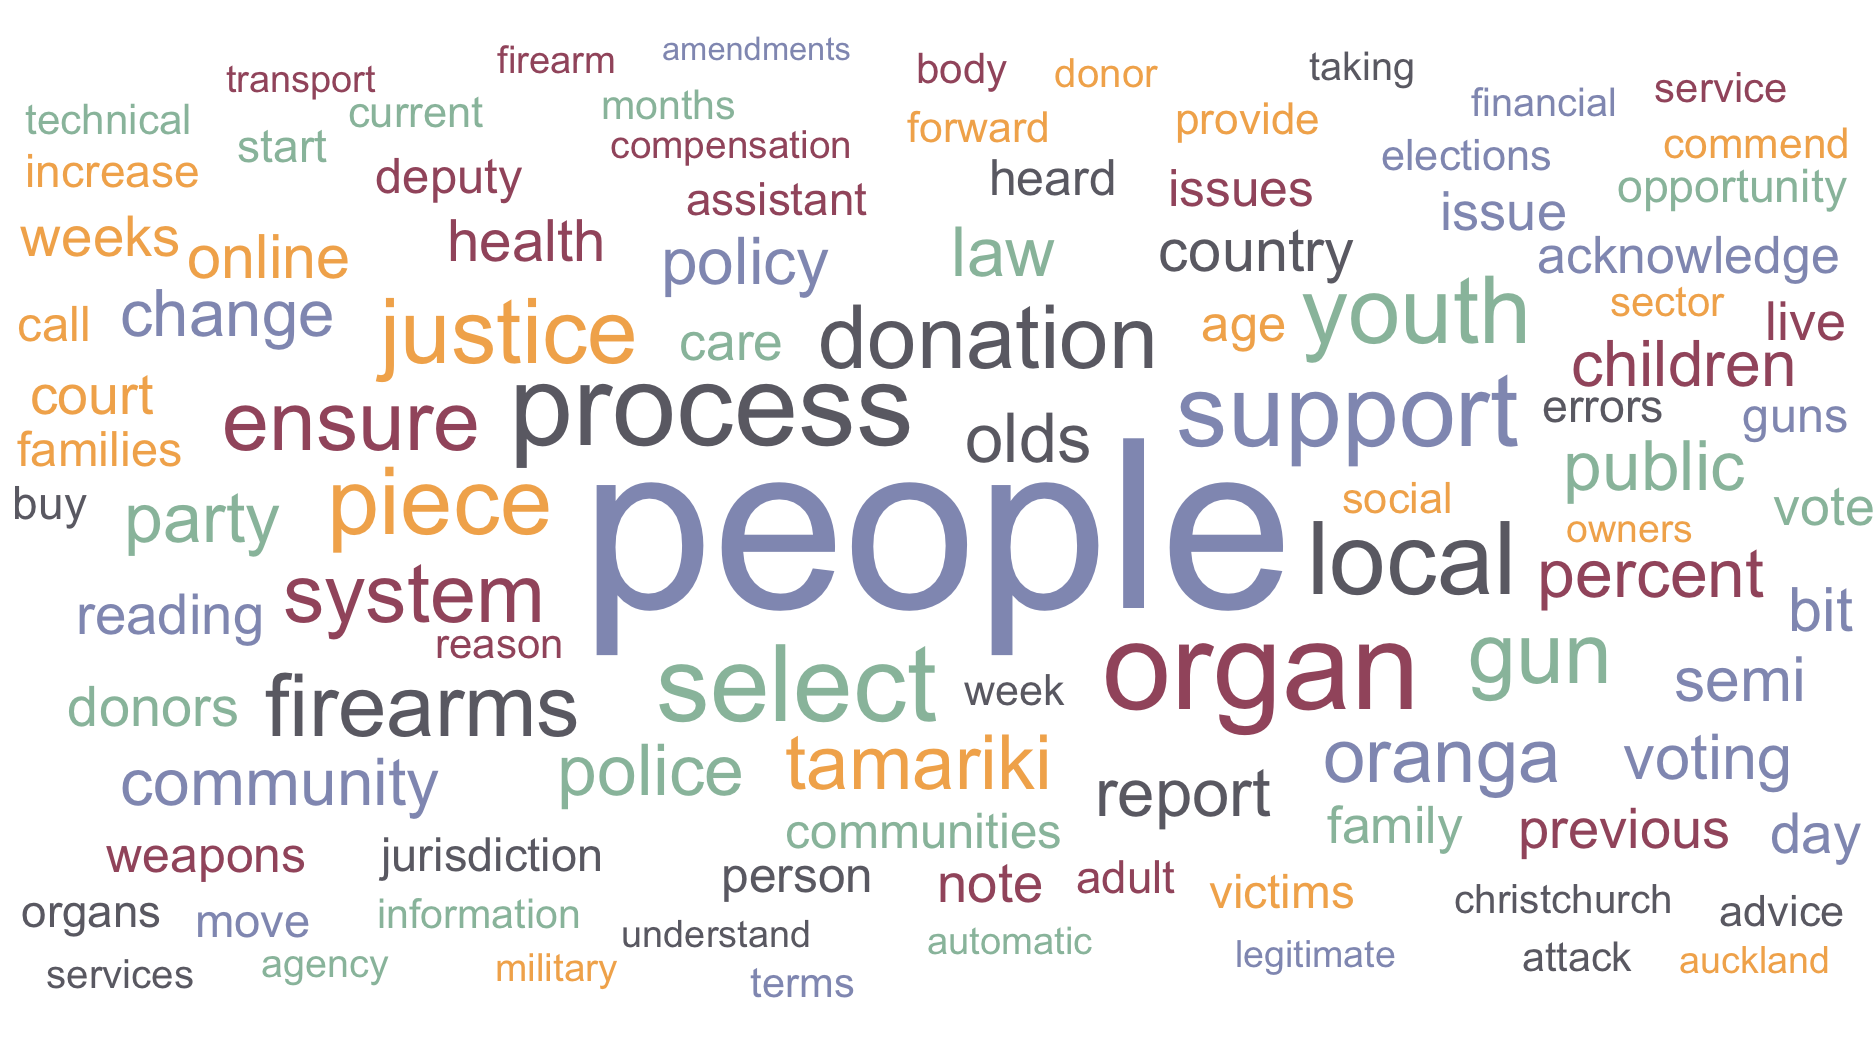 amendments
firearm
transport
body
donor
taking
service
financial
technical
current
months
forward
provide
commend
start
compensation
elections
increase
deputy
assistant
heard
issues
opportunity
weeks
online
health
policy
law
country
issue
acknowledge
call
change
justice
care
donation
age
youth
sector
live
court
ensure
process
olds
support
children
errors
guns
families
buy
party
piece
people
social
public
vote
owners
reading
system
reason
local
percent
bit
donors
firearms
select
week
organ
gun
semi
community
police
tamariki
report
oranga
voting
communities
family
previous
day
weapons
jurisdiction
person
note
adult
victims
christchurch
advice
organs
move
information
understand
automatic
legitimate
attack
auckland
services
agency
military
terms